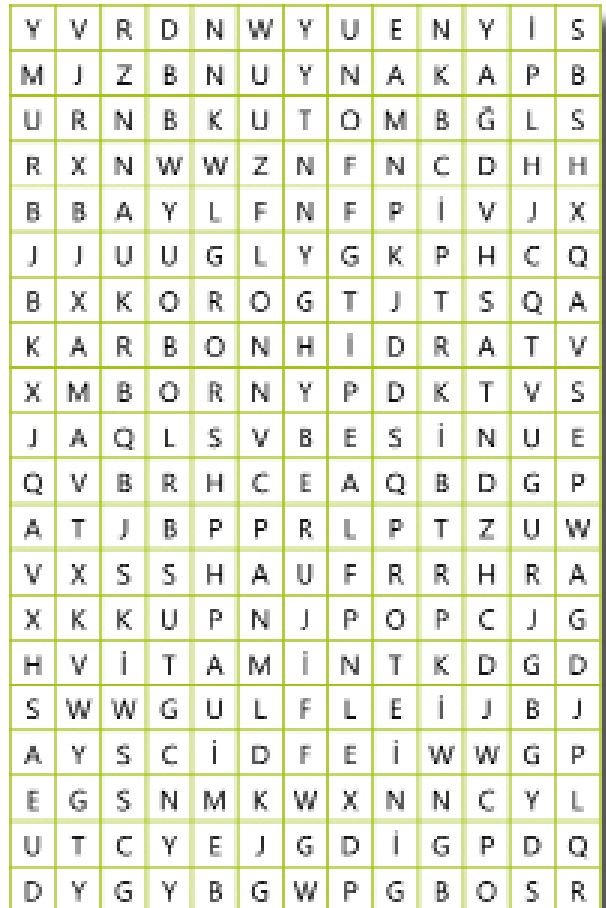 Y V R D N W Y U E N Y İ S
M J Z B N U Y N A K A P B
U R N B K U T O M B Ğ L S
R X N W W Z N F N C D H H
B B A Y L F N F P İ V J X
J J U U G L Y G K P H C Q
B X K O R O G T J T S Q A
K A R B O N H İ D R A T V
X M B O R N Y P D K T V S
J A Q L S V B E S İ N U E
Q V B R H C E A Q B D G P
A T J B P P R L P T Z U W
V X S S H A U F R R H R A
X K K U P N J P O P C J G
H V İ T A M İ N T K D G D
S W W G U L F L E İ J B J
A Y S C İ D F E İ W W G P
E G S N M K W X N N C Y L
U T C Y E J G D İ G P D Q
D Y G Y B G W P G B O S R